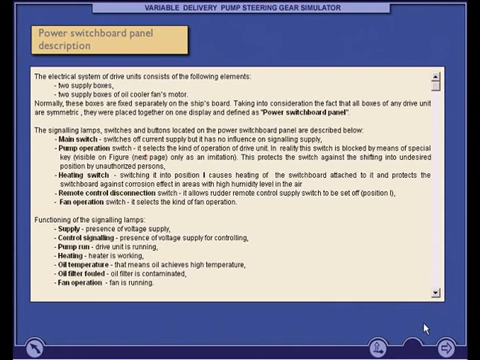 VARIABLE DELIVERY PUMP STEERING GEAR SIMULATOR
Power switchboard panel
description
The electrical system of drive units consists of the following elements:
- two supply boxes,
- two supply boxes of oil cooler fan's motor.
Normally, these boxes are fixed separately on the ship's board. Taking into consideration the fact that all boxes of any drive unit
are symmetric , they were placed together on one display and defined as "Power switchboard panel".
The signalling lamps, switches and buttons located on the power switchboard panel are described below:
- Main switch - switches off current supply but it has no influence on signalling supply,
- Pump operation switch - it selects the kind of operation of drive unit. In reality this switch is blocked by means of special
key (visible on Figure (next page) only as an imitation). This protects the switch against the shifting into undesired
position by unauthorized persons,
- Heating switch - switching it into position I causes heating of the switchboard attached to it and protects the
switchboard against corrosion effect in areas with high humidity level in the air
- Remote control disconnection switch - it allows rudder remote control supply switch to be set off (position I),
- Fan operation switch - it selects the kind of fan operation.
Functioning of the signalling lamps:
- Supply - presence of voltage supply,
- Control signalling - presence of voltage supply for controlling,
- Pump run - drive unit is running,
- Heating - heater is working,
- Oil temperature - that means oil achieves high temperature,
- Oil filter fouled - oil filter is contaminated,
- Fan operation - fan is running.